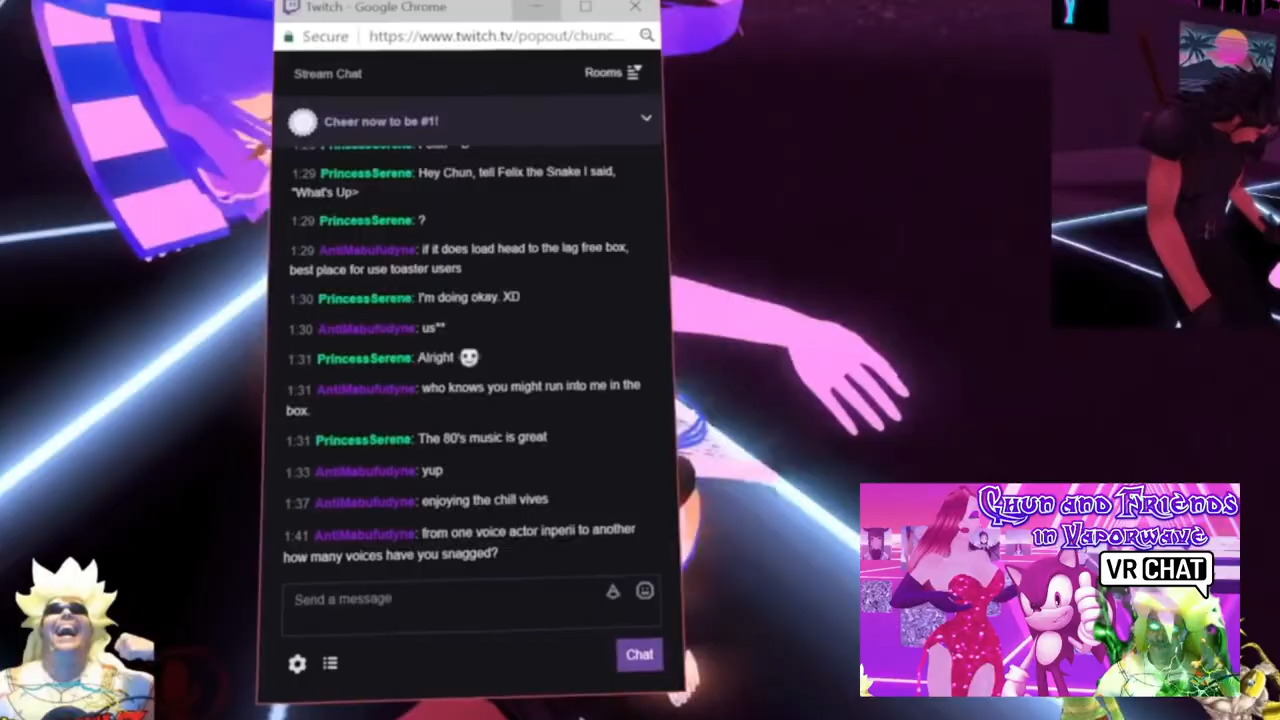 Twitch - Google Chrome
Secure
https://www.twitch.tv/popout/chunc...
Stream Chat
Rooms
Cheer now to be #1!
1:29 PrincessSerene: Hey Chun, tell Felix the Snake I said,
"What's Up>
1:29 PrincessSerene: ?
1:29 AntiMabufudyne: if it does load head to the lag free box,
best place for use toaster users
1:30 PrincessSerene: I'm doing okay. XD
1:30 AntiMabufudyne: us**
1:31 PrincessSerene: Alright
1:31 AntiMabufudyne: who knows you might run into me in the
box.
1:31 PrincessSerene: The 80's music is great
1:33 AntiMabufudyne: yup
1:37 AntiMabufudyne: enjoying the chill vives
1:41 AntiMabufudyne: from one voice actor inperii to another
how many voices have you snagged?
Send a message
Chat
Chun and Friends
in Vaporwave
VR CHAT